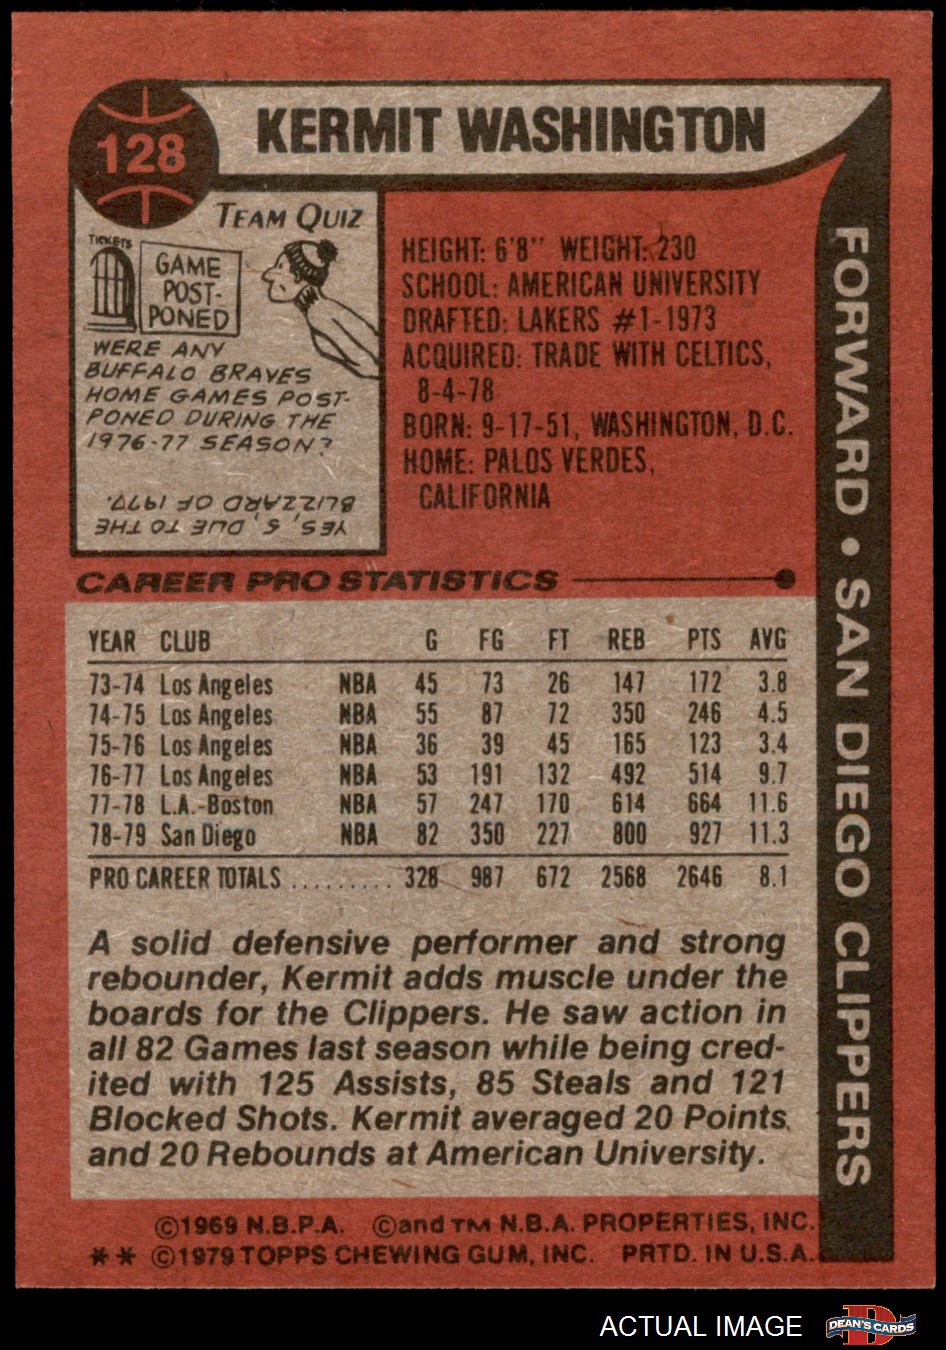 128
KERMIT WASHINGTON
TEAM QUIZ
TICKETS
GAME
POST-
PONED
WERE ANY
BUFFALO BRAVES
HOME GAMES POST-
PONED DURING THE
1976-77 SEASON?
YES, 5, DUE TO THE
BLIZZARD OF 1977.
HEIGHT: 6'8" WEIGHT: 230
SCHOOL: AMERICAN UNIVERSITY
DRAFTED: LAKERS #1-1973
ACQUIRED: TRADE WITH CELTICS,
8-4-78
BORN: 9-17-51, WASHINGTON, D.C.
HOME: PALOS VERDES,
CALIFORNIA
FORWARD • SAN DIEGO CLIPPERS
CAREER PRO STATISTICS
YEAR CLUB G FG FT REB PTS AVG
73-74 Los Angeles NBA 45 73 26 147 172 3.8
74-75 Los Angeles NBA 55 87 72 350 246 4.5
75-76 Los Angeles NBA 36 39 45 165 123 3.4
76-77 Los Angeles NBA 53 191 132 492 514 9.7
77-78 L.A.-Boston NBA 57 247 170 614 664 11.6
78-79 San Diego NBA 82 350 227 800 927 11.3
PRO CAREER TOTALS .......... 328 987 672 2568 2646 8.1
A solid defensive performer and strong
rebounder, Kermit adds muscle under the
boards for the Clippers. He saw action in
all 82 Games last season while being cred-
ited with 125 Assists, 85 Steals and 121
Blocked Shots. Kermit averaged 20 Points
and 20 Rebounds at American University.
©1969 N.B.P.A. ©and TM N.B.A. PROPERTIES, INC.
** ©1979 TOPPS CHEWING GUM, INC. PRTD. IN U.S.A.
ACTUAL IMAGE
DEAN'S CARDS